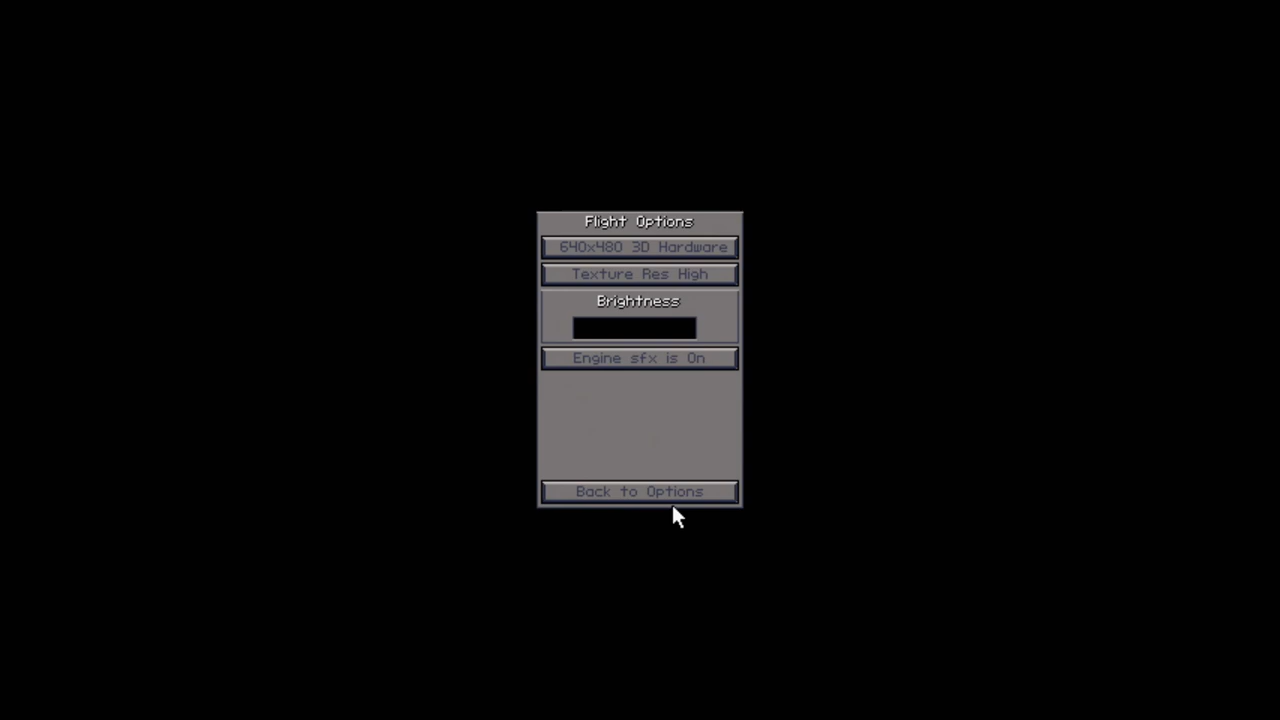 Flight Options
640x480 3D Hardware
Texture Res High
Brightness
Engine sfx is On
Back to Options